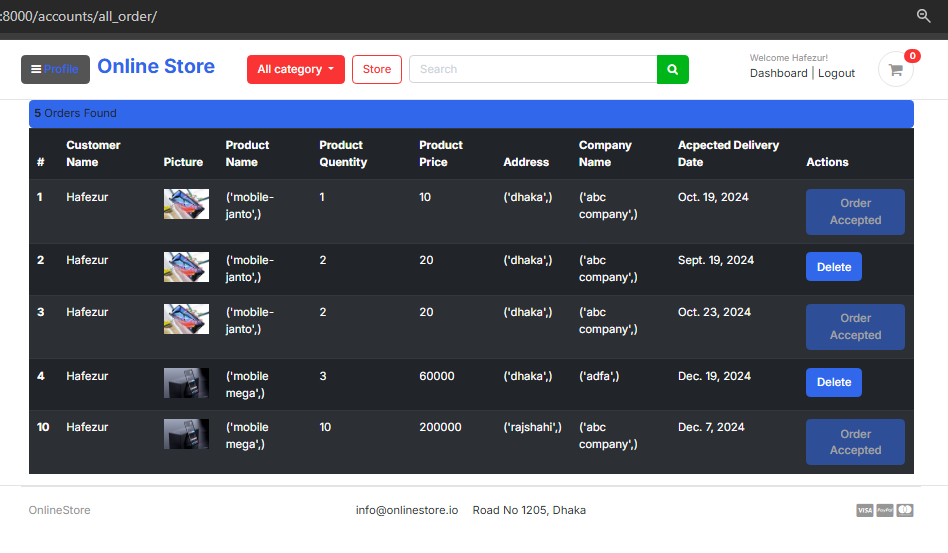 :8000/accounts/all_order/
Profile Online Store All category Store Search Welcome Hafezur! 0
Dashboard | Logout
5 Orders Found
# Customer Name Picture Product Name Product Quentity Product Price Address Company Name Acpected Delivery Date Actions
1 Hafezur ('mobile-janto',) 1 10 ('dhaka',) ('abc company',) Oct. 19, 2024 Order Accepted
2 Hafezur ('mobile-janto',) 2 20 ('dhaka',) ('abc company',) Sept. 19, 2024 Delete
3 Hafezur ('mobile-janto',) 2 20 ('dhaka',) ('abc company',) Oct. 23, 2024 Order Accepted
4 Hafezur ('mobile mega',) 3 60000 ('dhaka',) ('adfa',) Dec. 19, 2024 Delete
10 Hafezur ('mobile mega',) 10 200000 ('rajshahi',) ('abc company',) Dec. 7, 2024 Order Accepted
OnlineStore info@onlinestore.io Road No 1205, Dhaka VISA PayPal